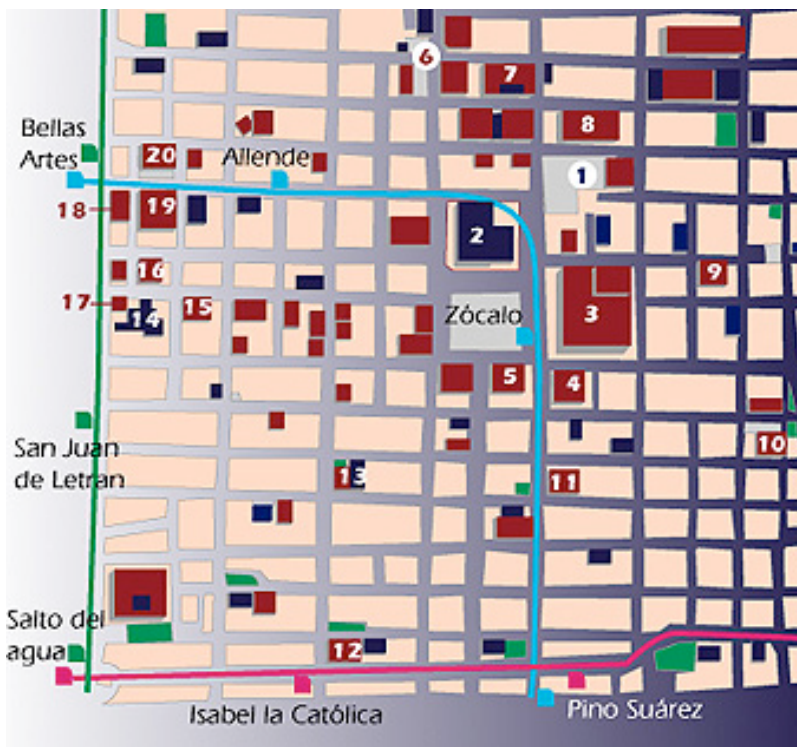 6
7
8
Bellas
Artes
20
Allende
1
18
19
2
16
9
17
14
15
Zócalo
3
5
4
San Juan
de Letran
10
13
11
Salto del
agua
12
Isabel la Católica
Pino Suárez